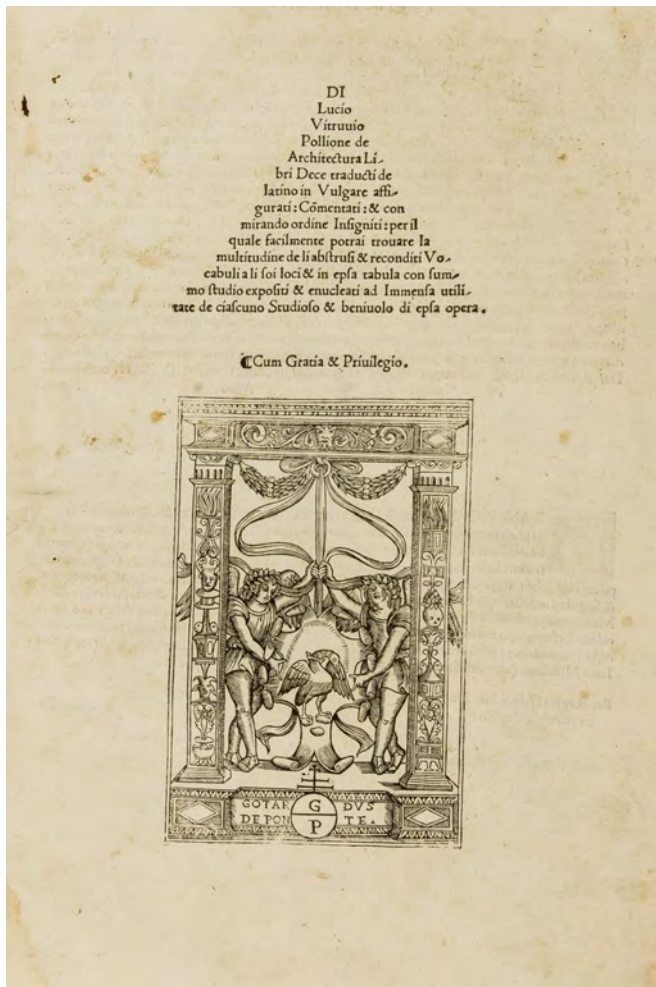 DI
Lucio
Vitruuio
Pollione de
Architectura Li-
bri Dece traducti de
latino in Vulgare affi-
gurati: Cōmentati: & con
mirando ordine Insigniti: per il
quale facilmente potrai trouare la
multitudine de li abstrusi & reconditi Vo-
cabuli a li soi loci & in epsa tabula con sum-
mo studio expositi & enucleati ad Immensa utili-
tate de ciascuno Studioso & beniuolo di epsa opera.
¶Cum Gratia & Priuilegio.
GOTAR G DVS
DE PON P TE.